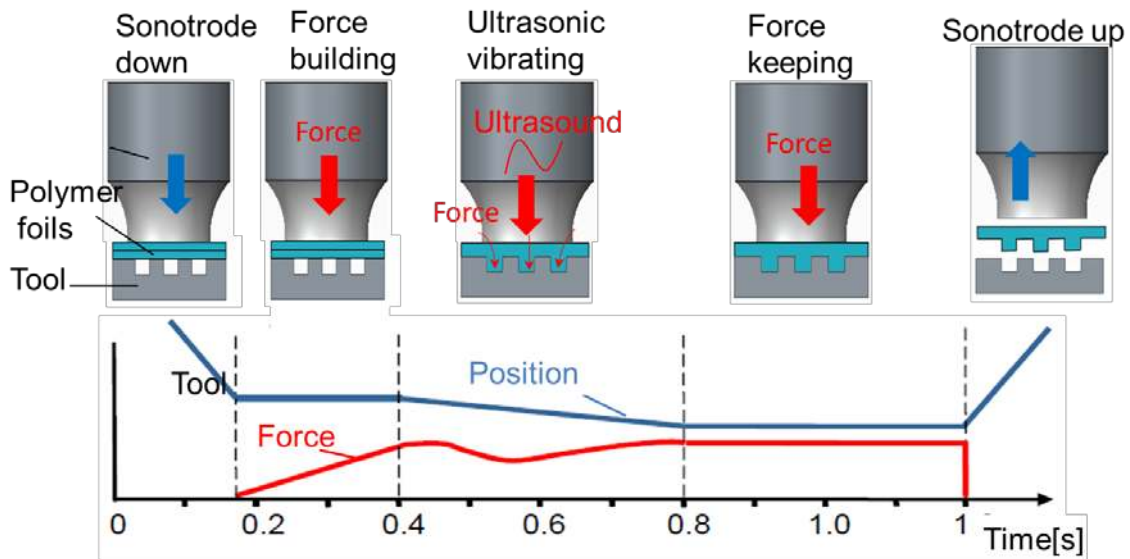 Sonotrode
down
Force
building
Ultrasonic
vibrating
Force
keeping
Sonotrode up
Force
Ultrasound
Force
Force
Polymer
foils
Tool
Tool
Position
Force
0
0.2
0.4
0.6
0.8
1.0
1
Time[s]